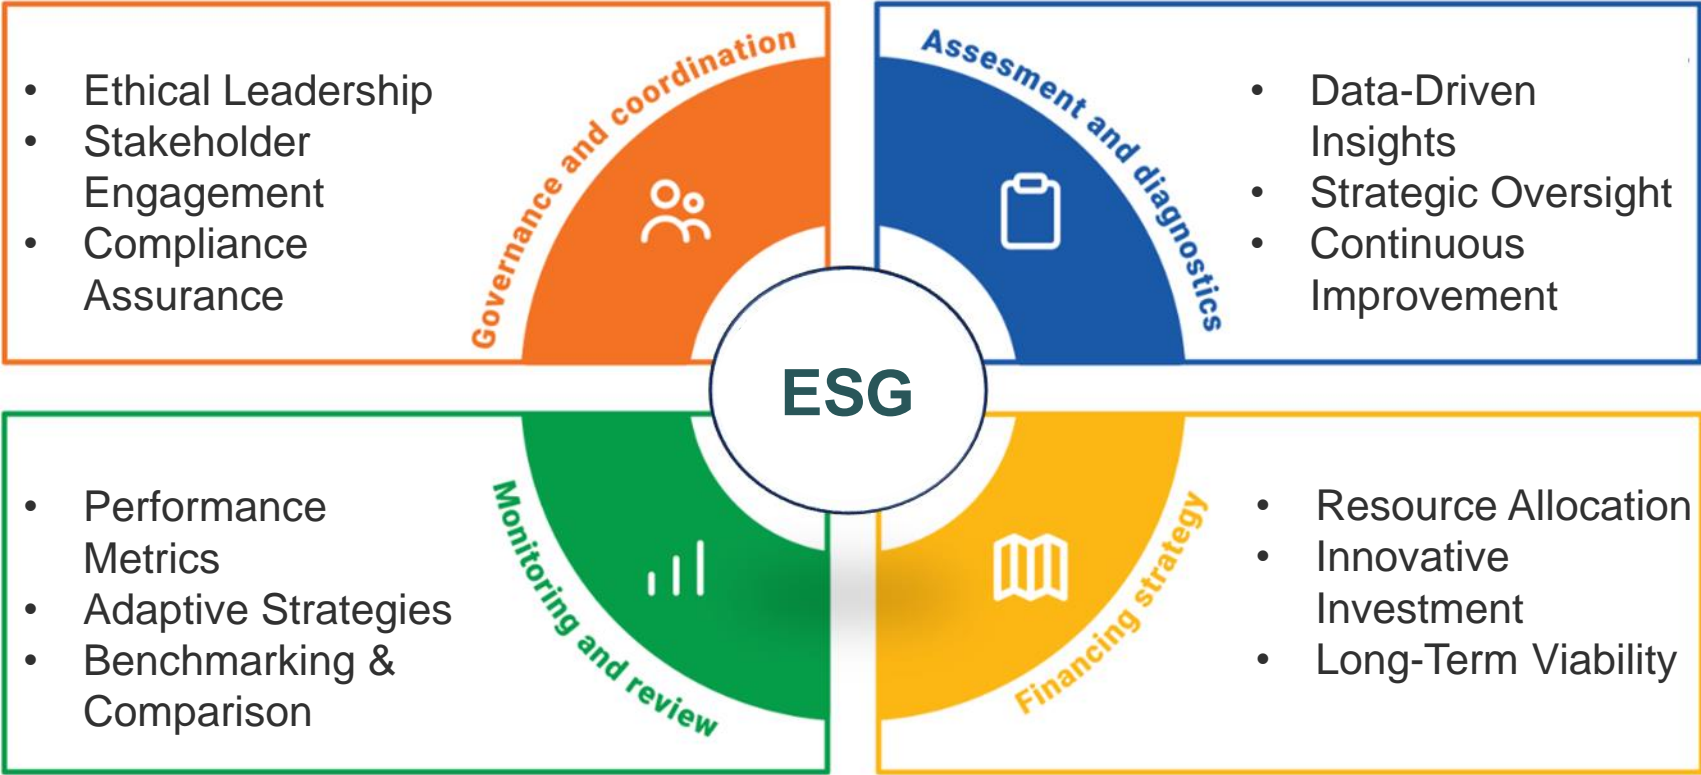 Governance and coordination
• Ethical Leadership
• Stakeholder
Engagement
• Compliance
Assurance
Assesment and diagnostics
• Data-Driven
Insights
• Strategic Oversight
• Continuous
Improvement
ESG
Monitoring and review
• Performance
Metrics
• Adaptive Strategies
• Benchmarking &
Comparison
Financing strategy
• Resource Allocation
• Innovative
Investment
• Long-Term Viability